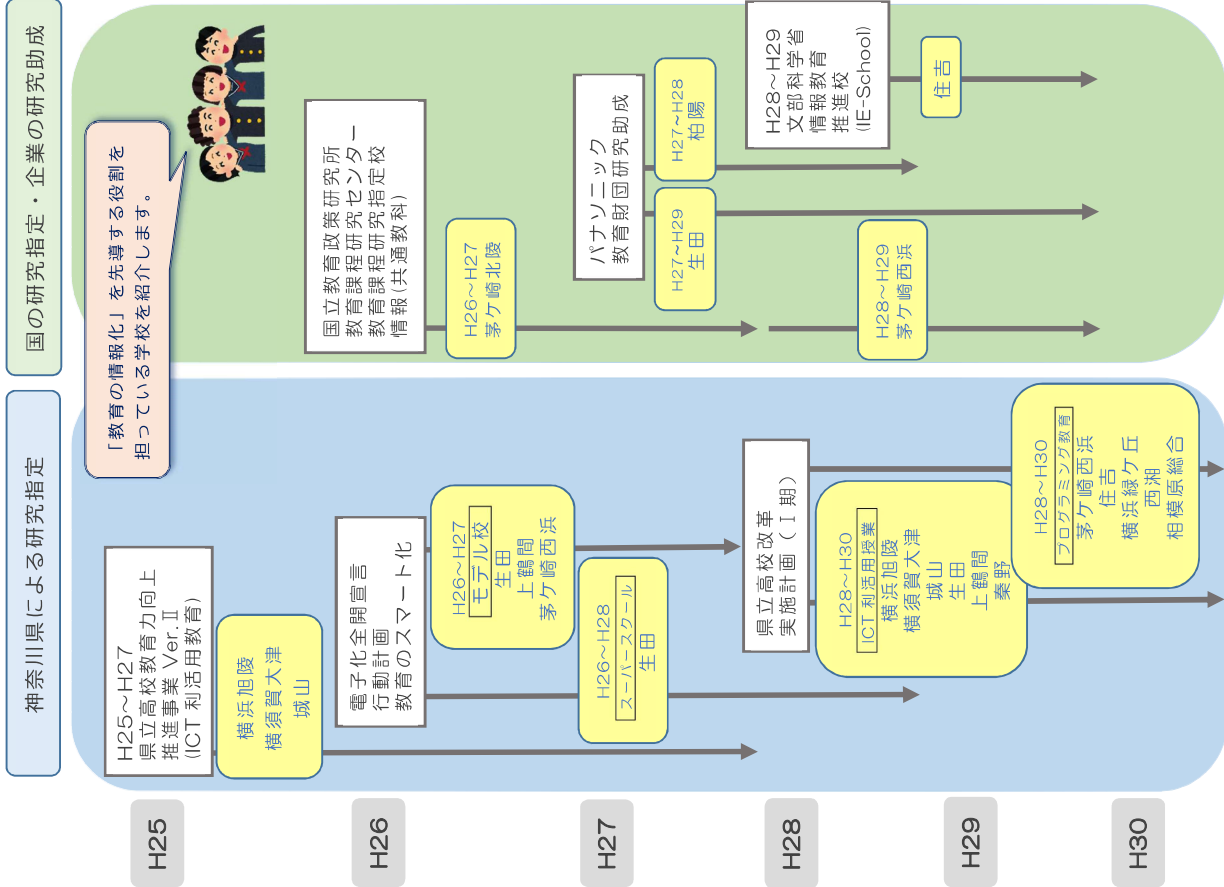 神奈川県による研究指定
国の研究指定・企業の研究助成
「教育の情報化」を先導する役割を
担っている学校を紹介します。
H25
H26
H27
H28
H29
H30
H25～H27
県立高校教育力向上
推進事業 Ver.Ⅱ
(ICT 利活用教育)
横浜旭陵
横須賀大津
城山
電子化全開宣言
行動計画
教育のスマート化
H26～H27
モデル校
生田
上鶴間
茅ケ崎西浜
H26～H28
スーパースクール
生田
県立高校改革
実施計画（Ⅰ期）
H28～H30
ICT 利活用授業
横浜旭陵
横須賀大津
城山
生田
上鶴間
秦野
H28～H30
プログラミング教育
茅ケ崎西浜
住吉
横浜緑ケ丘
西湘
相模原総合
国立教育政策研究所
教育課程研究センター
教育課程研究指定校
情報(共通教科)
H26～H27
茅ケ崎北陵
パナソニック
教育財団研究助成
H27～H29
生田
H27～H28
柏陽
H28～H29
茅ケ崎西浜
H28～H29
文部科学省
情報教育
推進校
(IE-School)
住吉